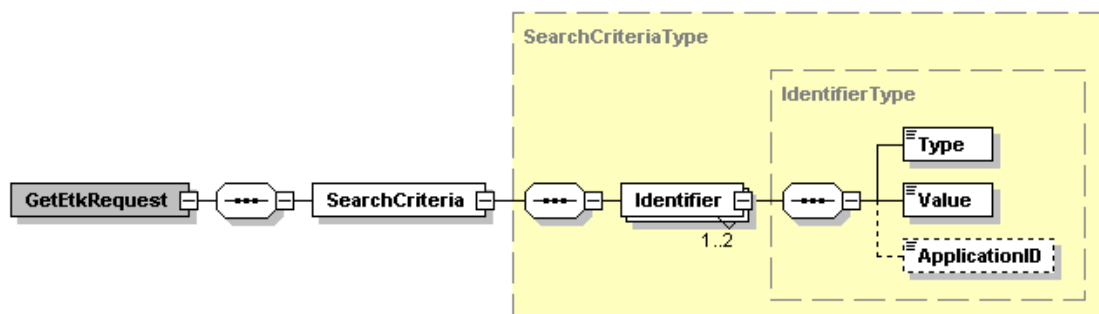 SearchCriteriaType
IdentifierType
Type
GetEtkRequest
SearchCriteria
Identifier
Value
1..2
ApplicationID